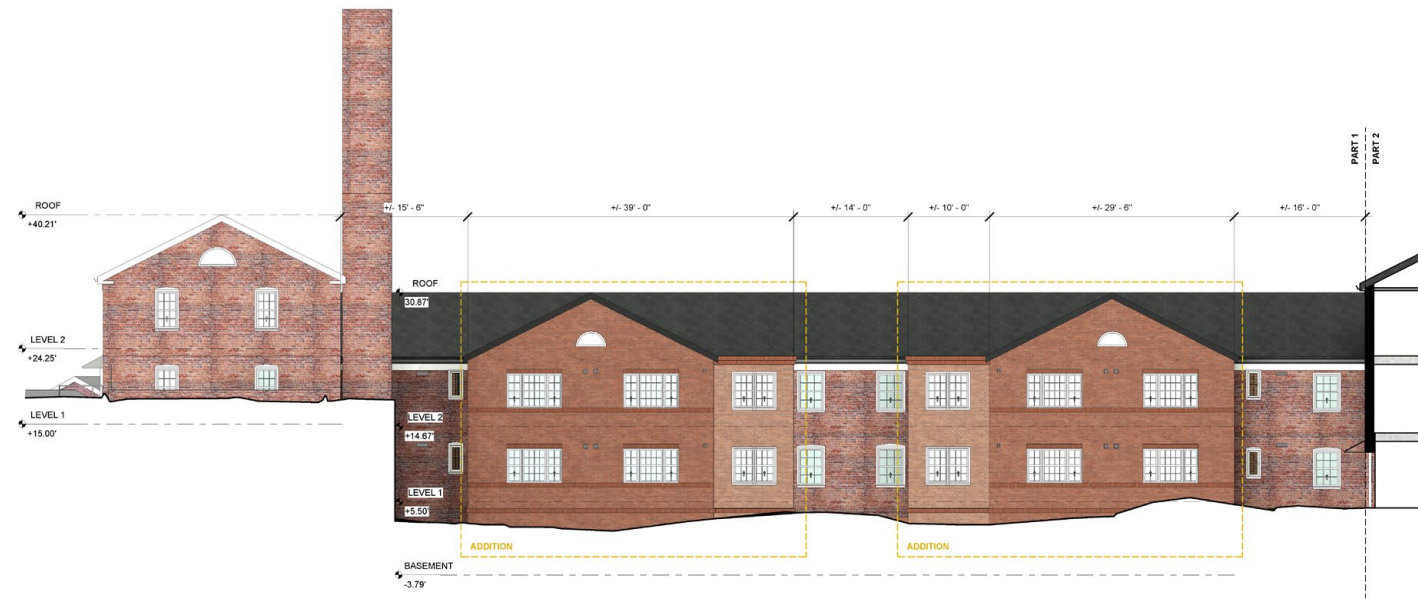 PART 1
PART 2
ROOF
+40.21'
+/- 15' - 6"
+/- 39' - 0"
+/- 14' - 0"
+/- 10' - 0"
+/- 29' - 6"
+/- 16' - 0"
ROOF
30.87'
LEVEL 2
+24.25'
LEVEL 1
+15.00'
LEVEL 2
+14.67'
LEVEL 1
+5.50'
ADDITION
ADDITION
BASEMENT
-3.79'